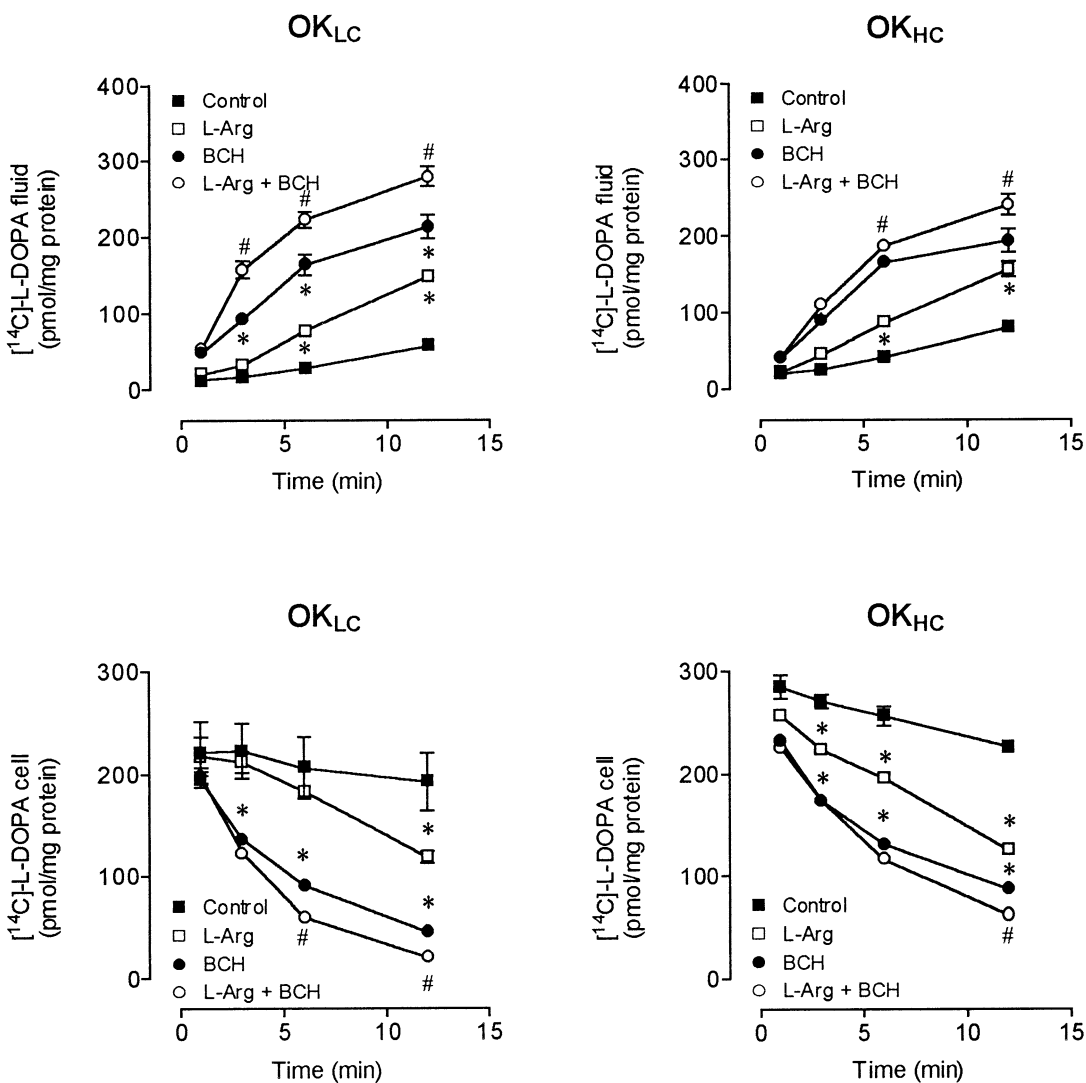 OKLC
400
300
200
100
0
[14C]-L-DOPA fluid
(pmol/mg protein)
Control
L-Arg
BCH
L-Arg + BCH
#
#
#
*
*
*
*
*
0 5 10 15
Time (min)
OKHC
400
300
200
100
0
[14C]-L-DOPA fluid
(pmol/mg protein)
Control
L-Arg
BCH
L-Arg + BCH
#
#
*
*
0 5 10 15
Time (min)
OKLC
300
200
100
0
[14C]-L-DOPA cell
(pmol/mg protein)
*
*
*
*
#
#
Control
L-Arg
BCH
L-Arg + BCH
0 5 10 15
Time (min)
OKHC
300
200
100
0
[14C]-L-DOPA cell
(pmol/mg protein)
*
*
*
*
*
*
#
Control
L-Arg
BCH
L-Arg + BCH
0 5 10 15
Time (min)